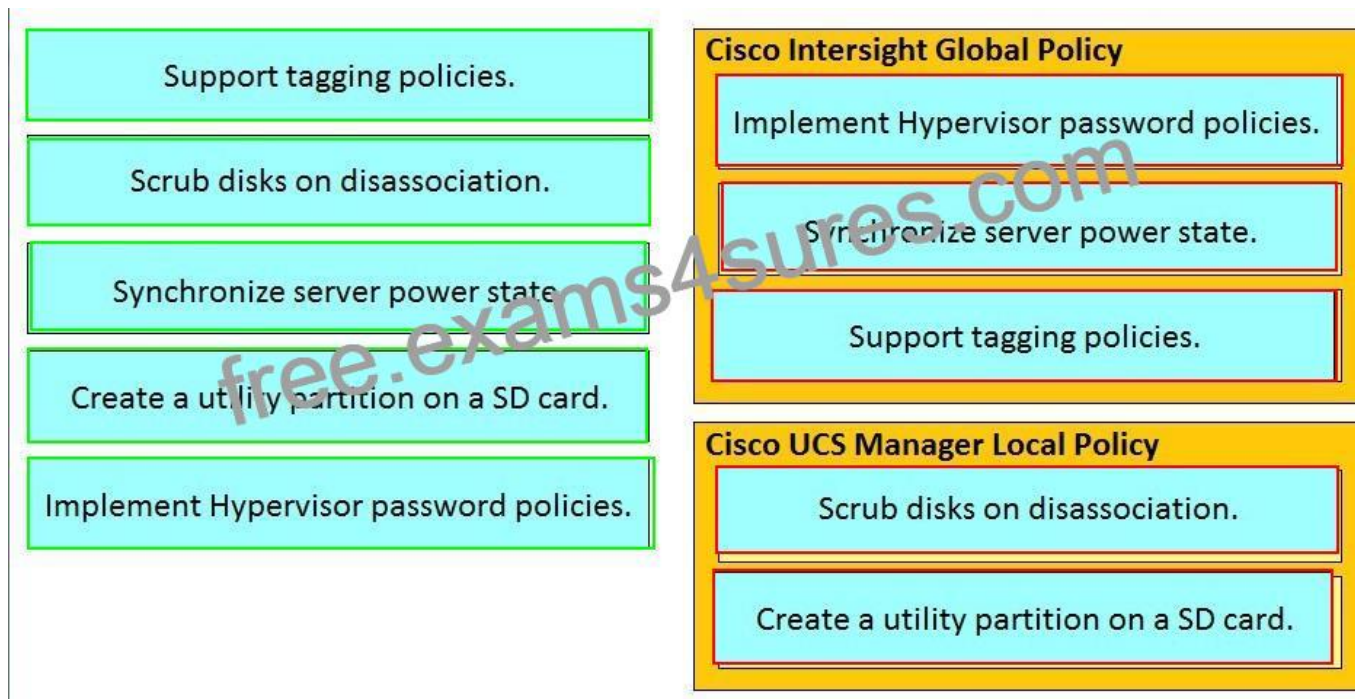 Support tagging policies.
Scrub disks on disassociation.
Synchronize server power state.
Create a utility partition on a SD card.
Implement Hypervisor password policies.
Cisco Intersight Global Policy
Implement Hypervisor password policies.
Synchronize server power state.
Support tagging policies.
Cisco UCS Manager Local Policy
Scrub disks on disassociation.
Create a utility partition on a SD card.
free.exams4sures.com